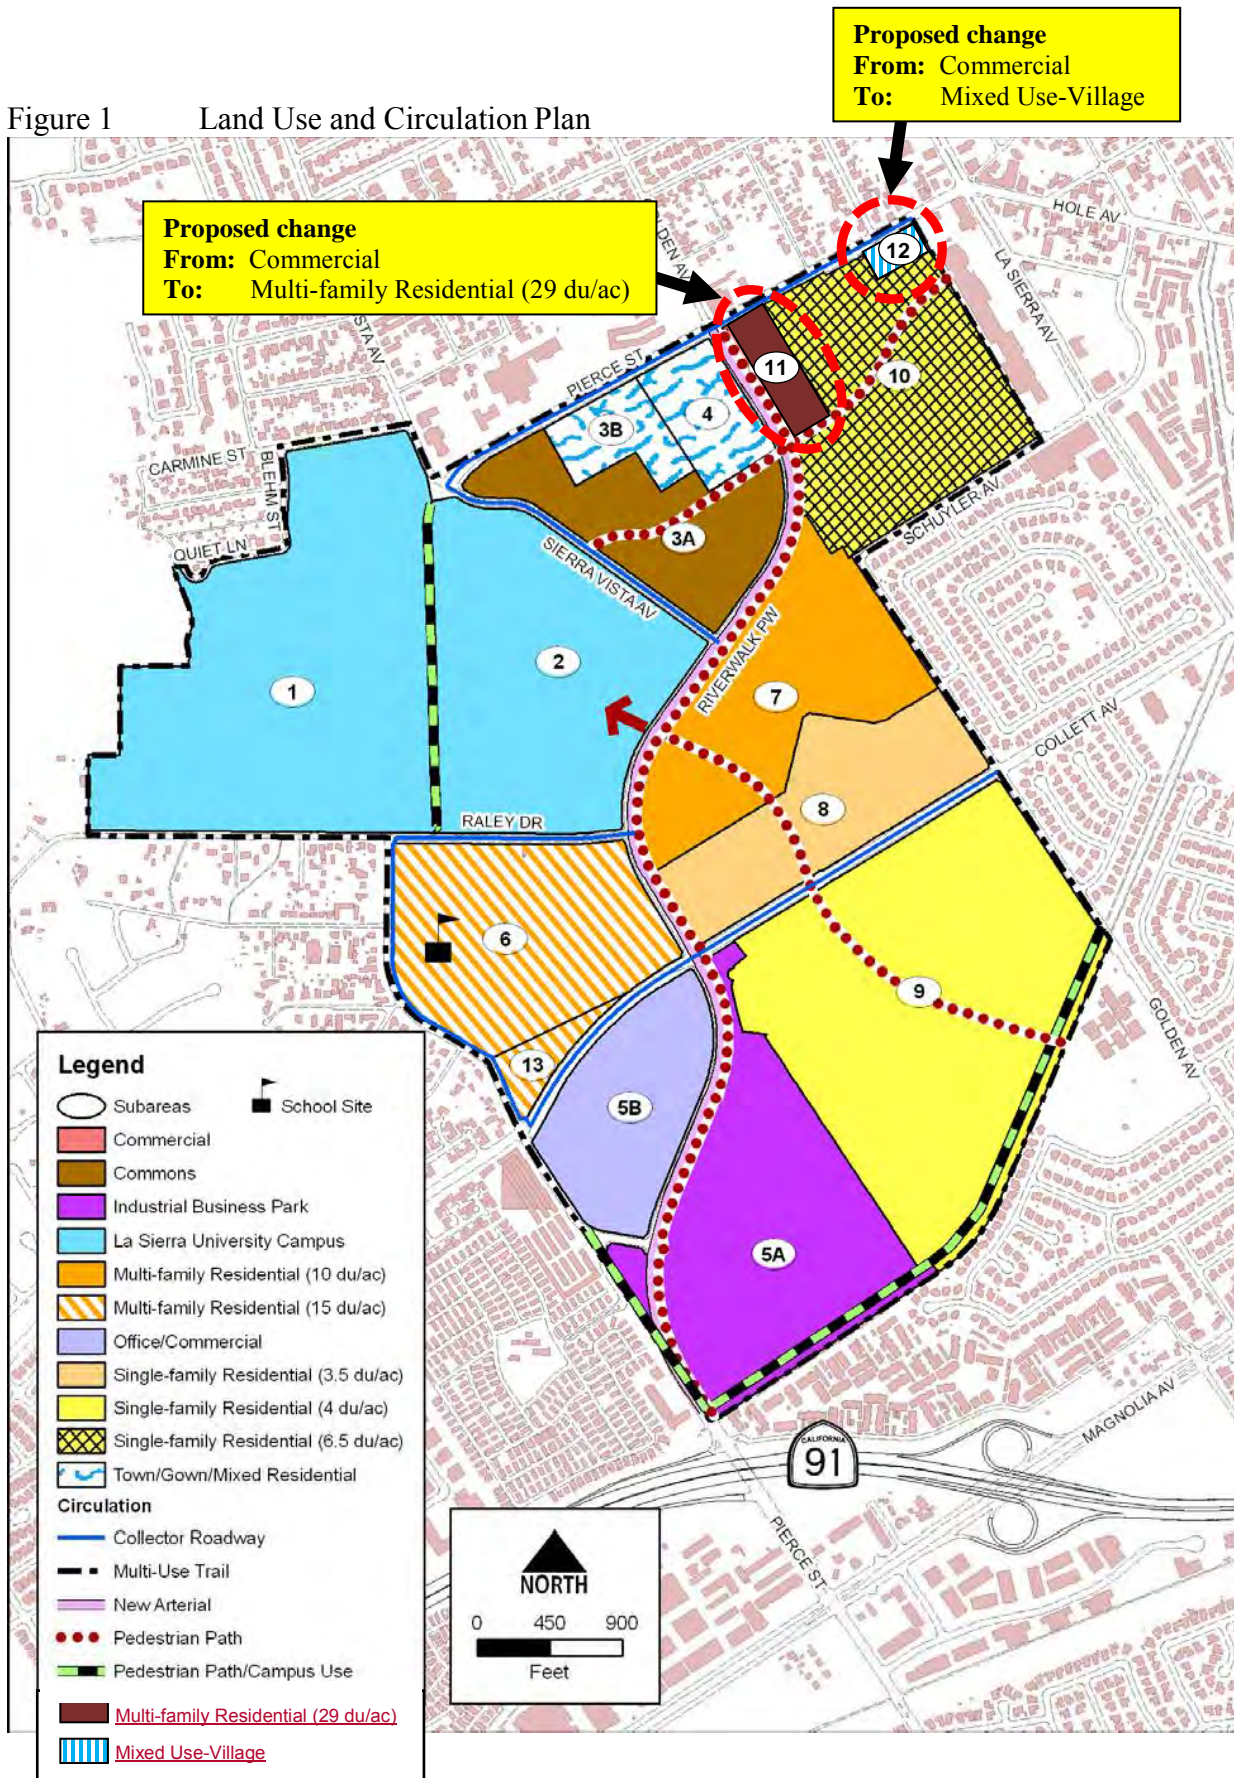 Proposed change
From: Commercial
To: Mixed Use-Village
Figure 1 Land Use and Circulation Plan
Proposed change
From: Commercial
To: Multi-family Residential (29 du/ac)
HOLE AV
LA SIERRA AV
12
PIERCE ST
11
10
4
3B
CARMINE ST
BLEHM ST
QUIET LN
3A
SCHUYLER AV
SIERRA VISTA AV
2
1
RIVERWALK PW
7
COLLETT AV
8
RALEY DR
6
9
GOLDEN AV
13
5B
5A
Legend
Subareas
School Site
Commercial
Commons
Industrial Business Park
La Sierra University Campus
Multi-family Residential (10 du/ac)
Multi-family Residential (15 du/ac)
Office/Commercial
Single-family Residential (3.5 du/ac)
Single-family Residential (4 du/ac)
Single-family Residential (6.5 du/ac)
Town/Gown/Mixed Residential
Circulation
Collector Roadway
Multi-Use Trail
New Arterial
Pedestrian Path
Pedestrian Path/Campus Use
Multi-family Residential (29 du/ac)
Mixed Use-Village
NORTH
0 450 900
Feet
CALIFORNIA
91
MAGNOLIA AV
PIERCE ST